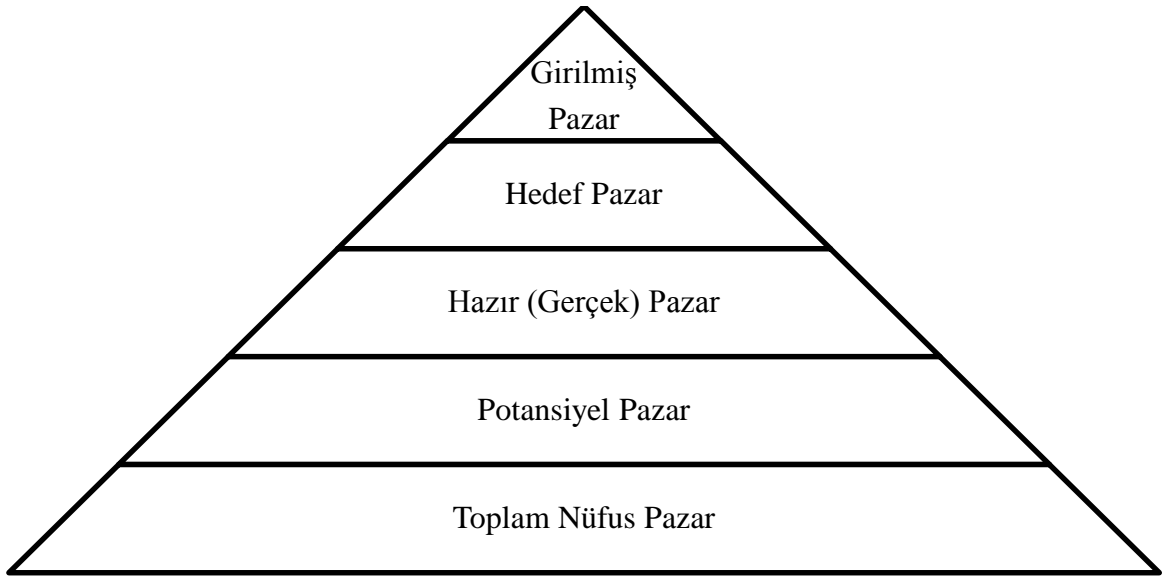 Girilmiş
Pazar
Hedef Pazar
Hazır (Gerçek) Pazar
Potansiyel Pazar
Toplam Nüfus Pazar